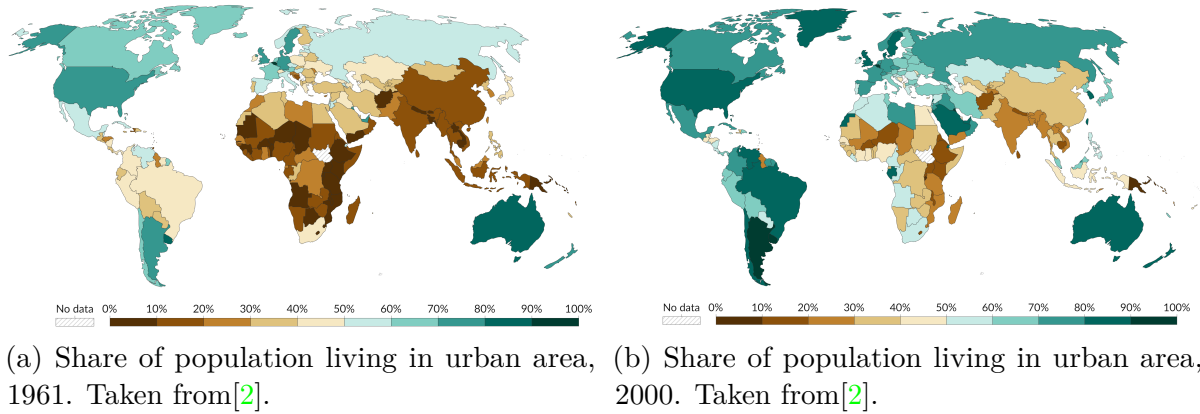 No data 0% 10% 20% 30% 40% 50% 60% 70% 80% 90% 100%
(a) Share of population living in urban area,
1961. Taken from[2].
No data 0% 10% 20% 30% 40% 50% 60% 70% 80% 90% 100%
(b) Share of population living in urban area,
2000. Taken from[2].